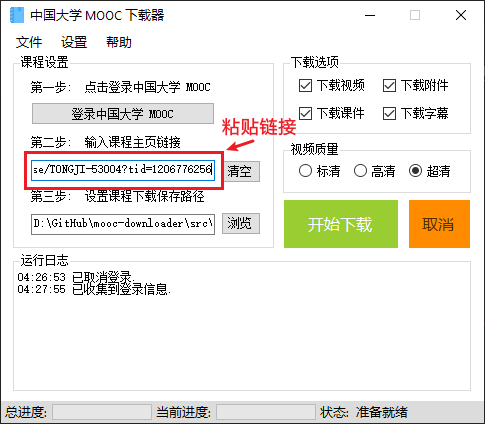 中国大学 MOOC 下载器
文件 设置 帮助
课程设置
第一步: 点击登录中国大学 MOOC
登录中国大学 MOOC
第二步: 输入课程主页链接
粘贴链接
se/TONGJI-53004?tid=1206776256 清空
第三步: 设置课程下载保存路径
D:\GitHub\mooc-downloader\src\ 浏览
下载选项
下载视频 下载附件
下载课件 下载字幕
视频质量
标清 高清 超清
开始下载 取消
运行日志
04:26:53 已取消登录.
04:27:55 已收集到登录信息.
总进度: 当前进度: 状态: 准备就绪